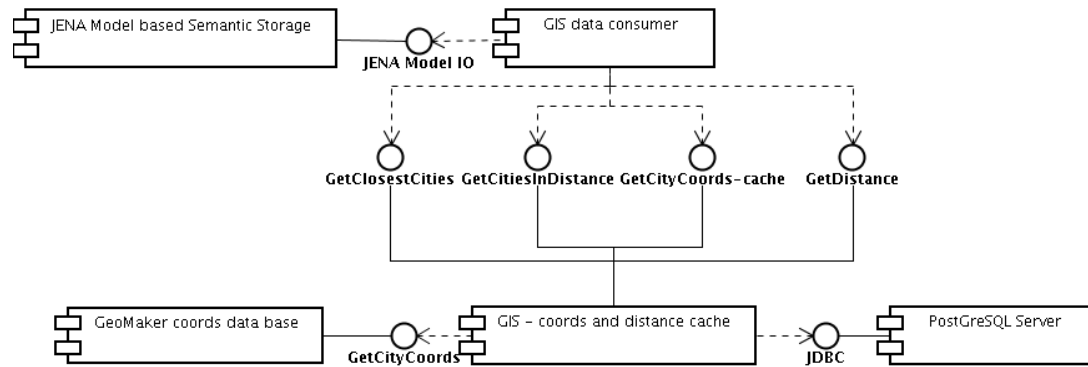 JENA Model based Semantic Storage
GIS data consumer
JENA Model IO
GetClosestCities
GetCitiesInDistance
GetCityCoords-cache
GetDistance
GeoMaker coords data base
GIS - coords and distance cache
PostGreSQL Server
GetCityCoords
JDBC